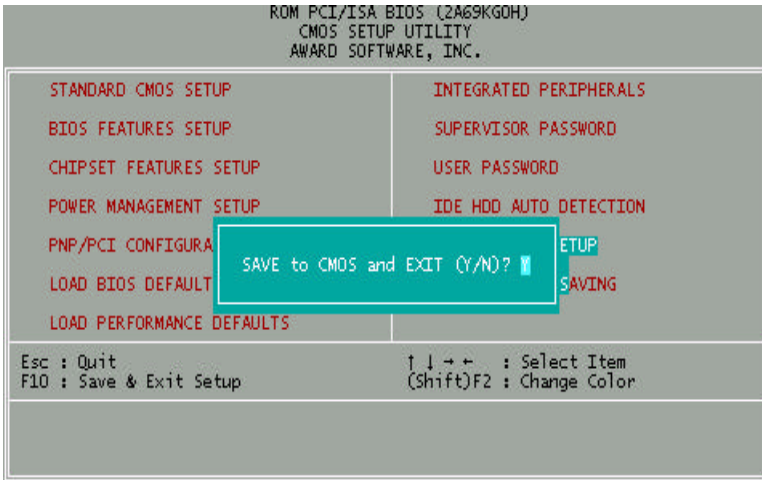 ROM PCI/ISA BIOS (2A69KG0H)
CMOS SETUP UTILITY
AWARD SOFTWARE, INC.
STANDARD CMOS SETUP
BIOS FEATURES SETUP
CHIPSET FEATURES SETUP
POWER MANAGEMENT SETUP
PNP/PCI CONFIGURA
LOAD BIOS DEFAULT
LOAD PERFORMANCE DEFAULTS
INTEGRATED PERIPHERALS
SUPERVISOR PASSWORD
USER PASSWORD
IDE HDD AUTO DETECTION
ETUP
SAVING
SAVE to CMOS and EXIT (Y/N)? Y
Esc : Quit
F10 : Save & Exit Setup
↑ ↓ → ← : Select Item
(Shift)F2 : Change Color